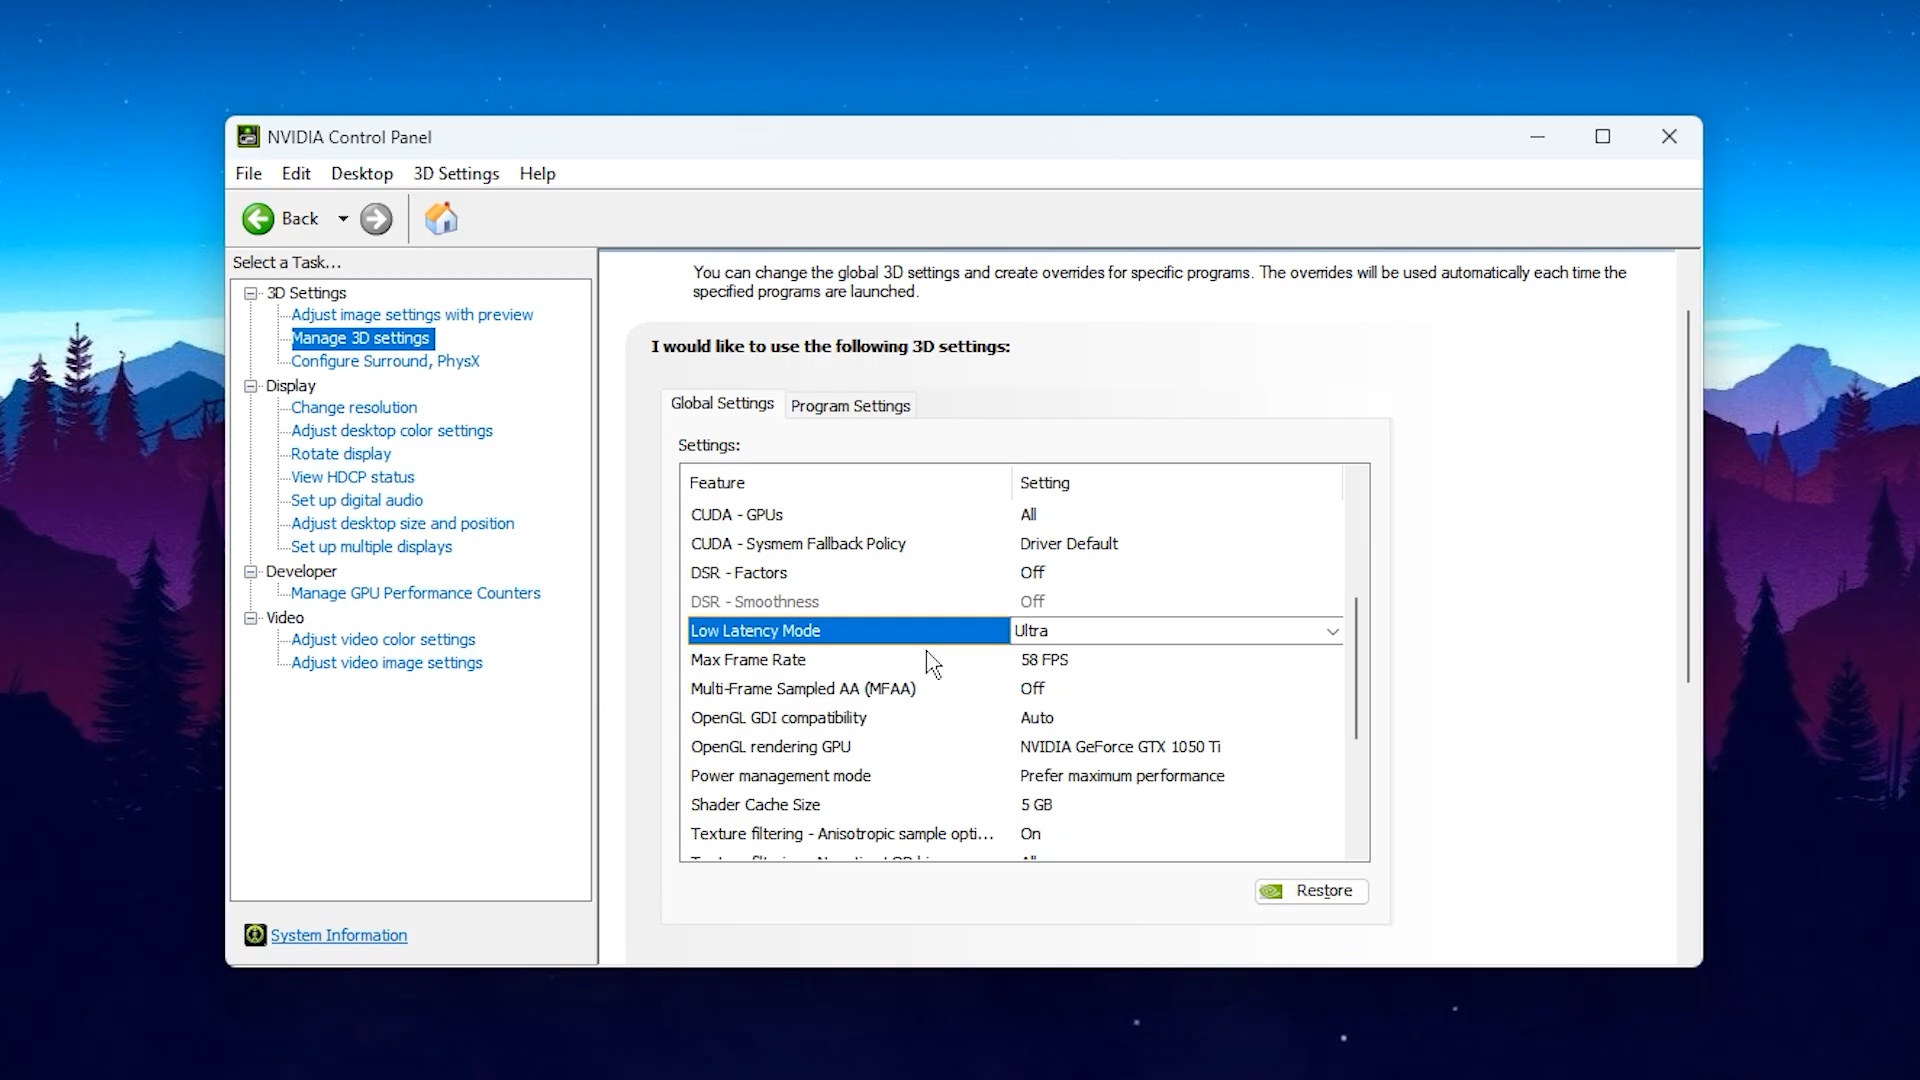 NVIDIA Control Panel
File Edit Desktop 3D Settings Help
Back
Select a Task...
3D Settings
Adjust image settings with preview
Manage 3D settings
Configure Surround, PhysX
Display
Change resolution
Adjust desktop color settings
Rotate display
View HDCP status
Set up digital audio
Adjust desktop size and position
Set up multiple displays
Developer
Manage GPU Performance Counters
Video
Adjust video color settings
Adjust video image settings
System Information
You can change the global 3D settings and create overrides for specific programs. The overrides will be used automatically each time the
specified programs are launched.
I would like to use the following 3D settings:
Global Settings Program Settings
Settings:
Feature Setting
CUDA - GPUs All
CUDA - Sysmem Fallback Policy Driver Default
DSR - Factors Off
DSR - Smoothness Off
Low Latency Mode Ultra
Max Frame Rate 58 FPS
Multi-Frame Sampled AA (MFAA) Off
OpenGL GDI compatibility Auto
OpenGL rendering GPU NVIDIA GeForce GTX 1050 Ti
Power management mode Prefer maximum performance
Shader Cache Size 5 GB
Texture filtering - Anisotropic sample opti... On
Restore